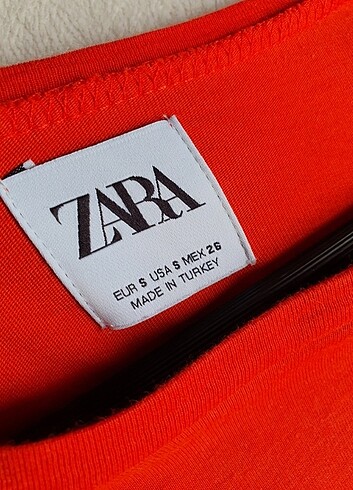 ZARA
EUR S USA S MEX 26
MADE IN TURKEY